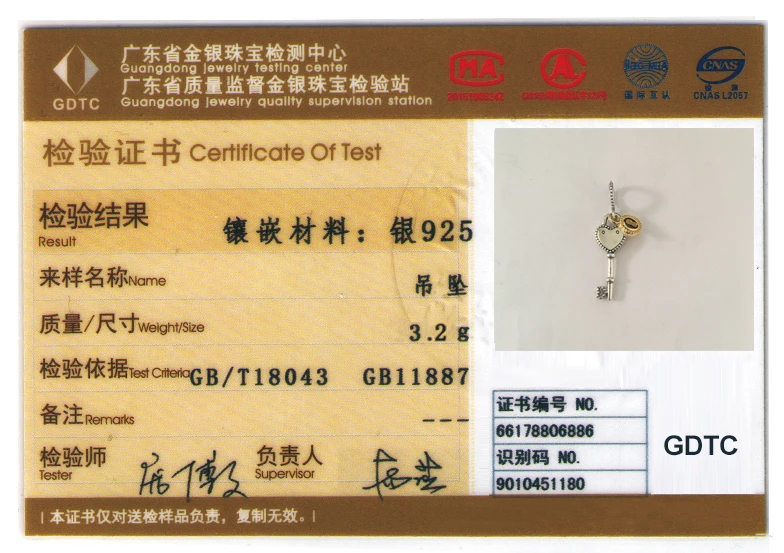 广东省金银珠宝检测中心
Guangdong jewelry testing center
广东省质量监督金银珠宝检验站
Guangdong jewelry quality supervision station
GDTC
MA
国际互认
CNAS
CNAS L2057
检验证书 Certificate Of Test
检验结果 镶嵌材料：银925
Result
来样名称Name 吊坠
质量/尺寸Weight/Size 3.2 g
检验依据Test Criteria GB/T18043 GB11887
备注Remarks ---
检验师 负责人
Tester Supervisor
证书编号 NO.
66178806886
识别码 NO.
9010451180
GDTC
本证书仅对送检样品负责，复制无效。